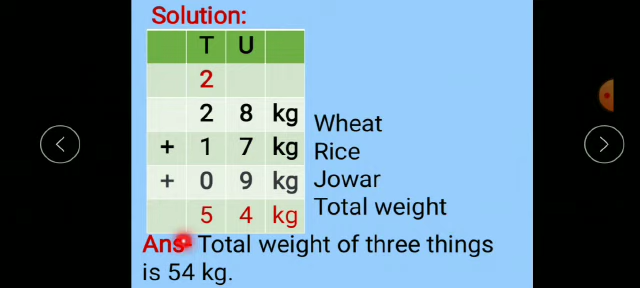 Solution:
T U
2
2 8 kg Wheat
+ 1 7 kg Rice
+ 0 9 kg Jowar
5 4 kg Total weight
Ans- Total weight of three things
is 54 kg.